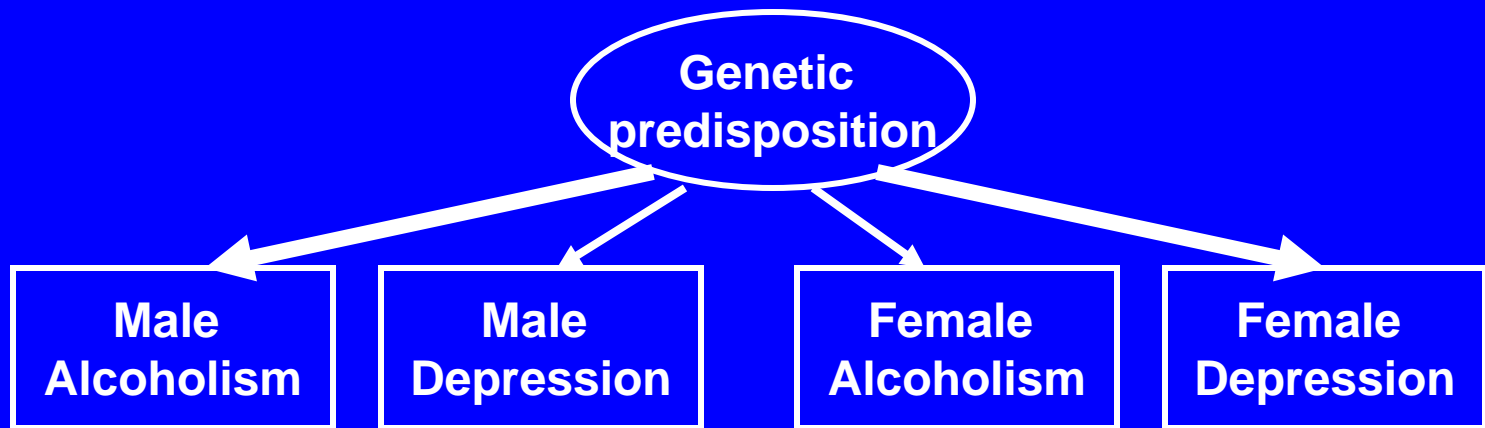 Genetic
predisposition
Male
Alcoholism
Male
Depression
Female
Alcoholism
Female
Depression